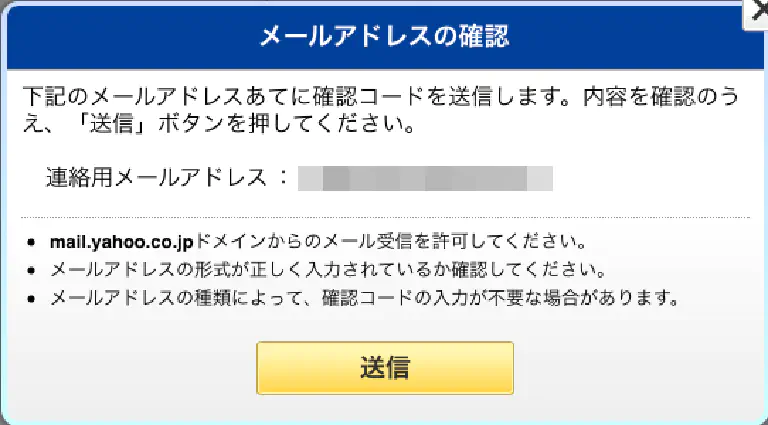 メールアドレスの確認
下記のメールアドレスあてに確認コードを送信します。内容を確認のう
え、「送信」ボタンを押してください。
連絡用メールアドレス：
• mail.yahoo.co.jpドメインからのメール受信を許可してください。
• メールアドレスの形式が正しく入力されているか確認してください。
• メールアドレスの種類によって、確認コードの入力が不要な場合があります。
送信